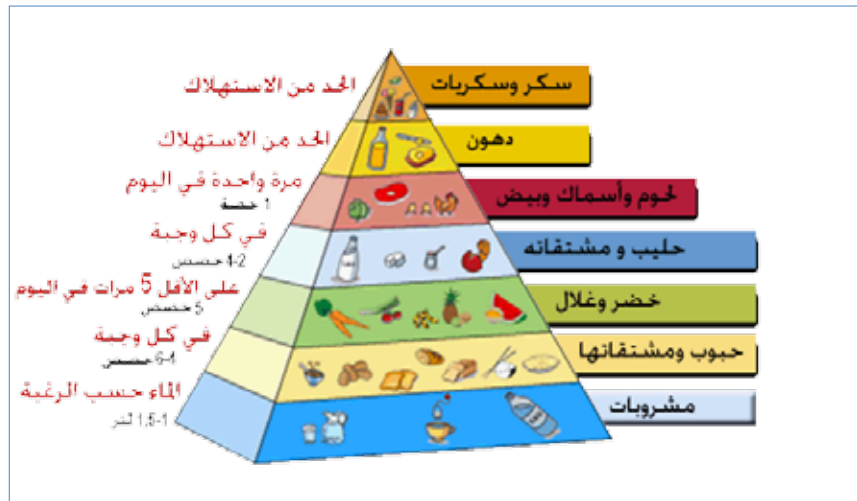 سكر وسكريات
الحد من الاستهلاك
دهون
الحد من الاستهلاك
لحوم وأسماك وبيض
مرة واحدة في اليوم
1 حصة
حليب و مشتقاته
في كل وجبة
2-4 حصص
خضر وغلال
على الأقل 5 مرات في اليوم
5 حصص
حبوب ومشتقاتها
في كل وجبة
4-6 حصص
مشروبات
الماء حسب الرغبة
1-1,5 لتر